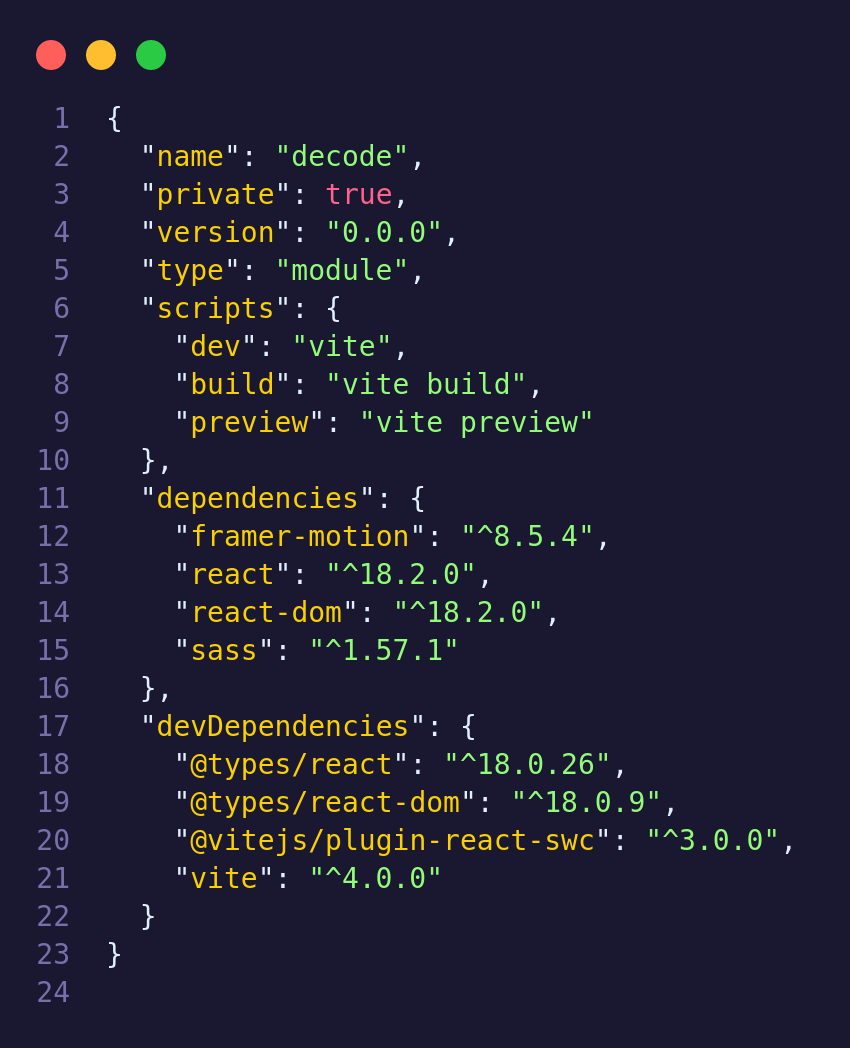 1 {
2   "name": "decode",
3   "private": true,
4   "version": "0.0.0",
5   "type": "module",
6   "scripts": {
7     "dev": "vite",
8     "build": "vite build",
9     "preview": "vite preview"
10   },
11   "dependencies": {
12     "framer-motion": "^8.5.4",
13     "react": "^18.2.0",
14     "react-dom": "^18.2.0",
15     "sass": "^1.57.1"
16   },
17   "devDependencies": {
18     "@types/react": "^18.0.26",
19     "@types/react-dom": "^18.0.9",
20     "@vitejs/plugin-react-swc": "^3.0.0",
21     "vite": "^4.0.0"
22   }
23 }
24